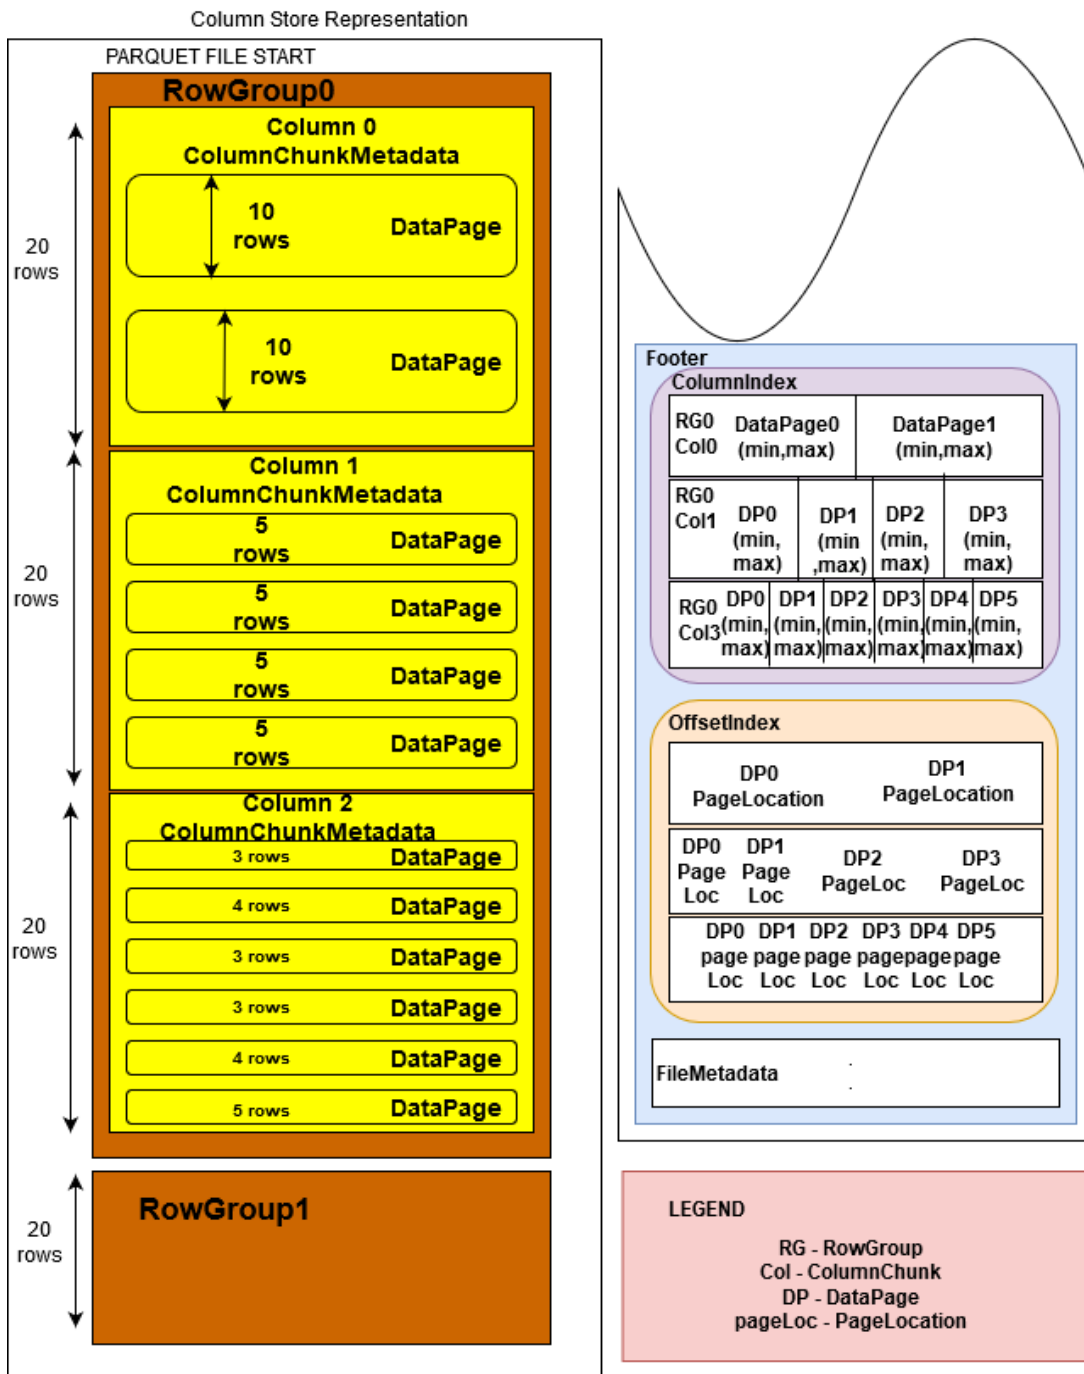 Column Store Representation
PARQUET FILE START
RowGroup0
20
rows
Column 0
ColumnChunkMetadata
10
rows
DataPage
10
rows
DataPage
20
rows
Column 1
ColumnChunkMetadata
5
rows
DataPage
5
rows
DataPage
5
rows
DataPage
5
rows
DataPage
20
rows
Column 2
ColumnChunkMetadata
3 rows DataPage
4 rows DataPage
3 rows DataPage
3 rows DataPage
4 rows DataPage
5 rows DataPage
20
rows
RowGroup1
Footer
ColumnIndex
RG0
Col0
DataPage0
(min,max)
DataPage1
(min,max)
RG0
Col1
DP0
(min,
max)
DP1
(min
,max)
DP2
(min,
max)
DP3
(min,
max)
RG0
Col3
DP0
(min,
max)
DP1
(min,
max)
DP2
(min,
max)
DP3
(min,
max)
DP4
(min,
max)
DP5
(min,
max)
OffsetIndex
DP0
PageLocation
DP1
PageLocation
DP0
Page
Loc
DP1
Page
Loc
DP2
PageLoc
DP3
PageLoc
DP0
page
Loc
DP1
page
Loc
DP2
page
Loc
DP3
page
Loc
DP4
page
Loc
DP5
page
Loc
FileMetadata
.
.
LEGEND
RG - RowGroup
Col - ColumnChunk
DP - DataPage
pageLoc - PageLocation